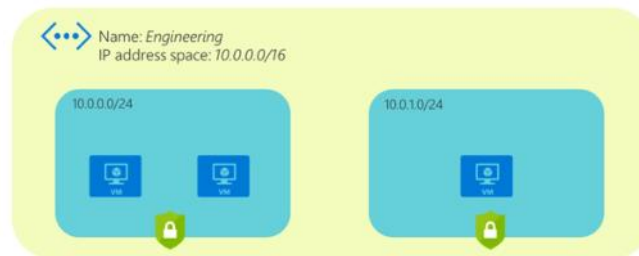 Name: Engineering
IP address space: 10.0.0.0/16
10.0.0.0/24
10.0.1.0/24
VM
VM
VM